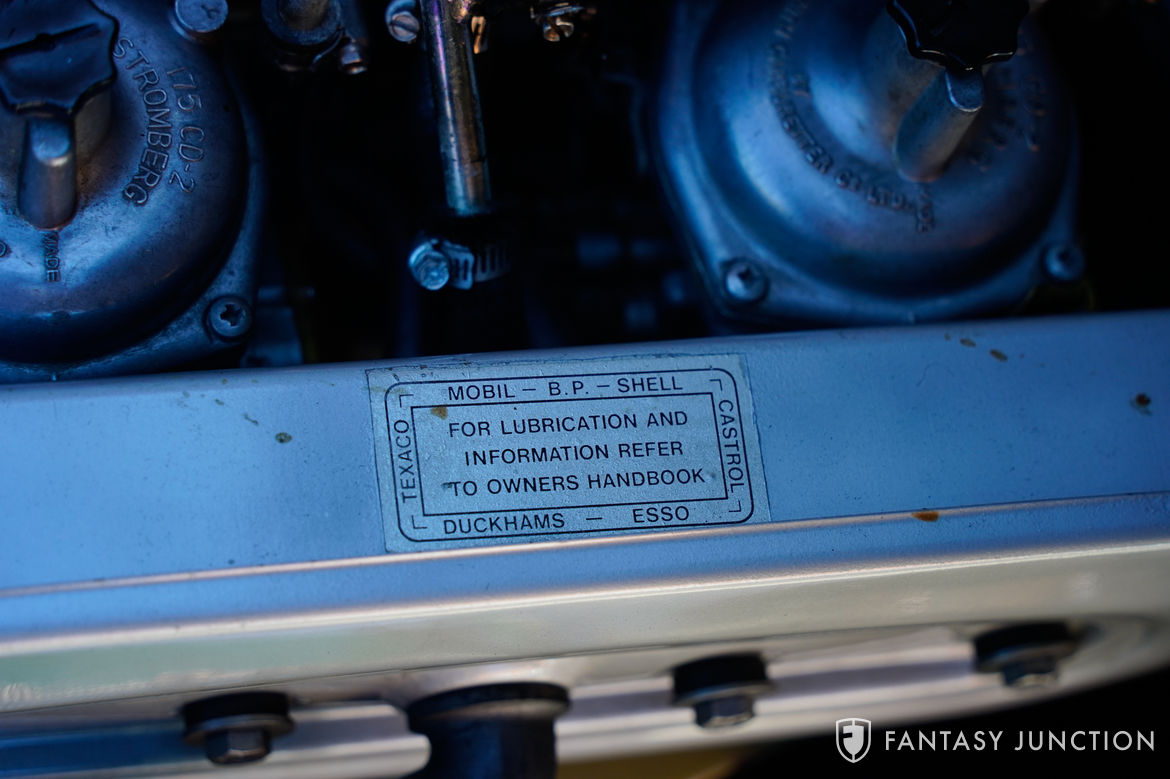 175 CD-2
STROMBERG
MADE
MOBIL – B.P. – SHELL
TEXACO
FOR LUBRICATION AND
INFORMATION REFER
TO OWNERS HANDBOOK
CASTROL
DUCKHAMS – ESSO
FANTASY JUNCTION